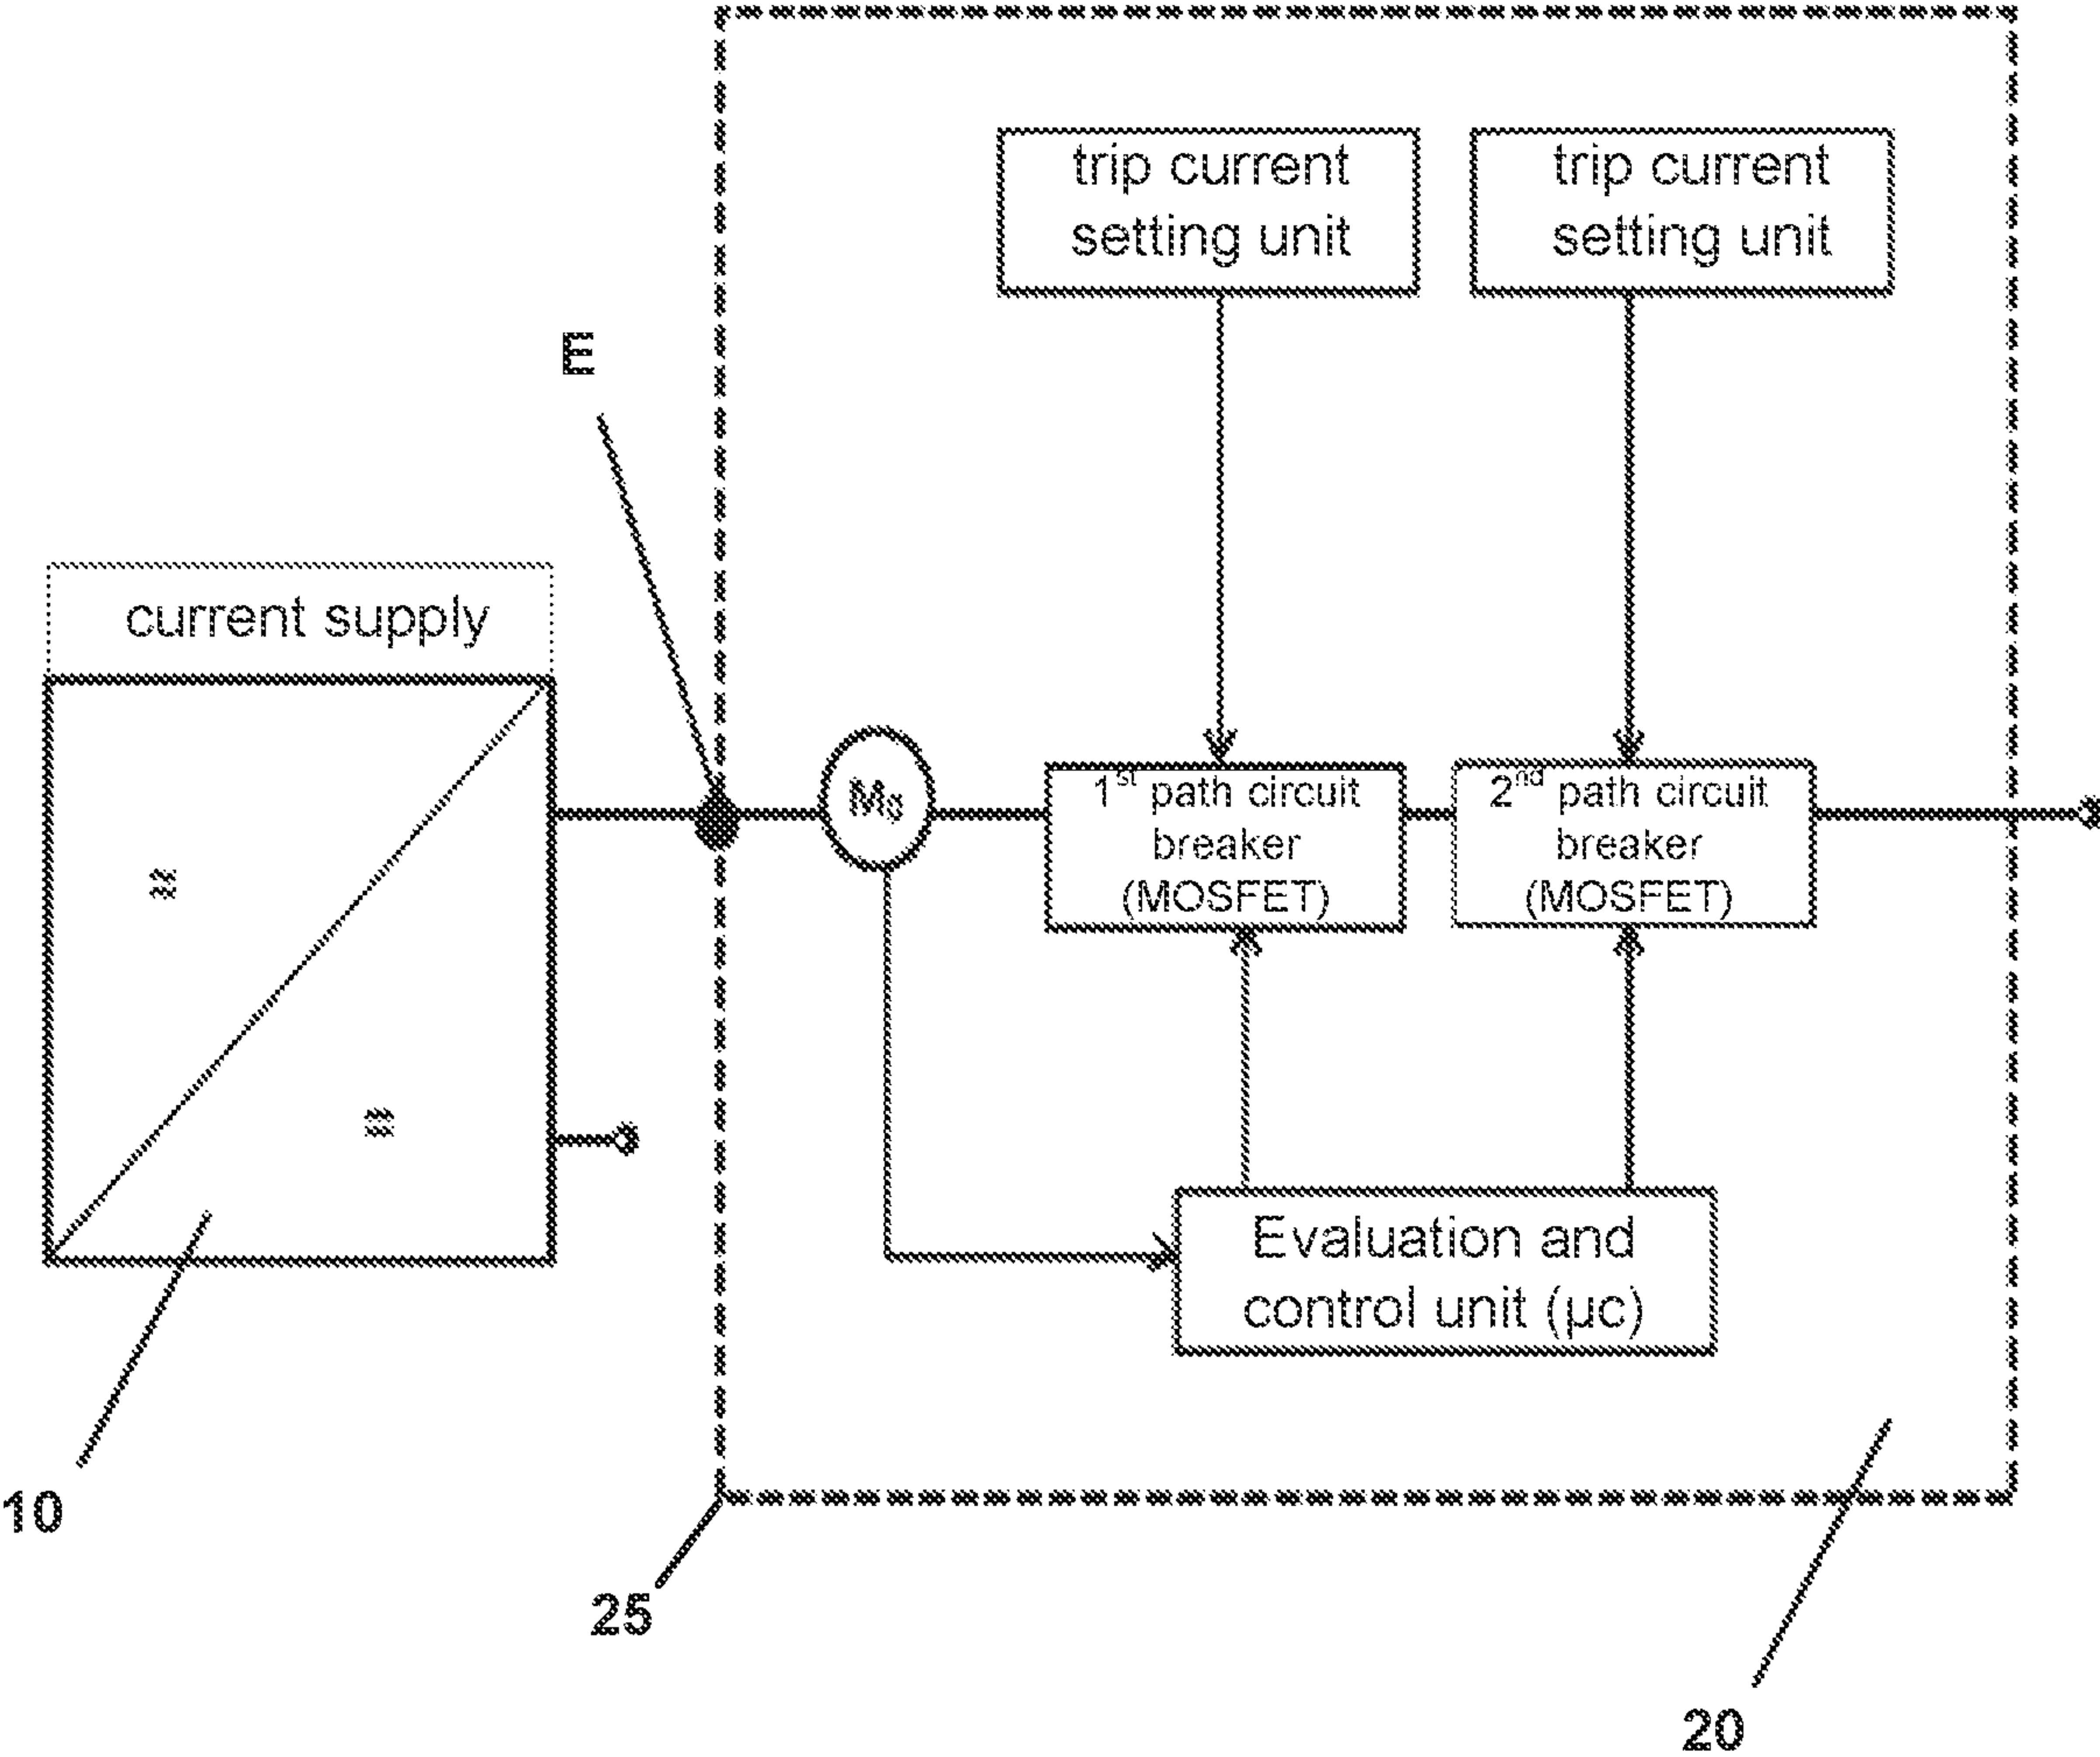 trip current
setting unit
trip current
setting unit
E
current supply
1st path circuit
breaker
(MOSFET)
2nd path circuit
breaker
(MOSFET)
Evaluation and
control unit (µc)
10
25
20